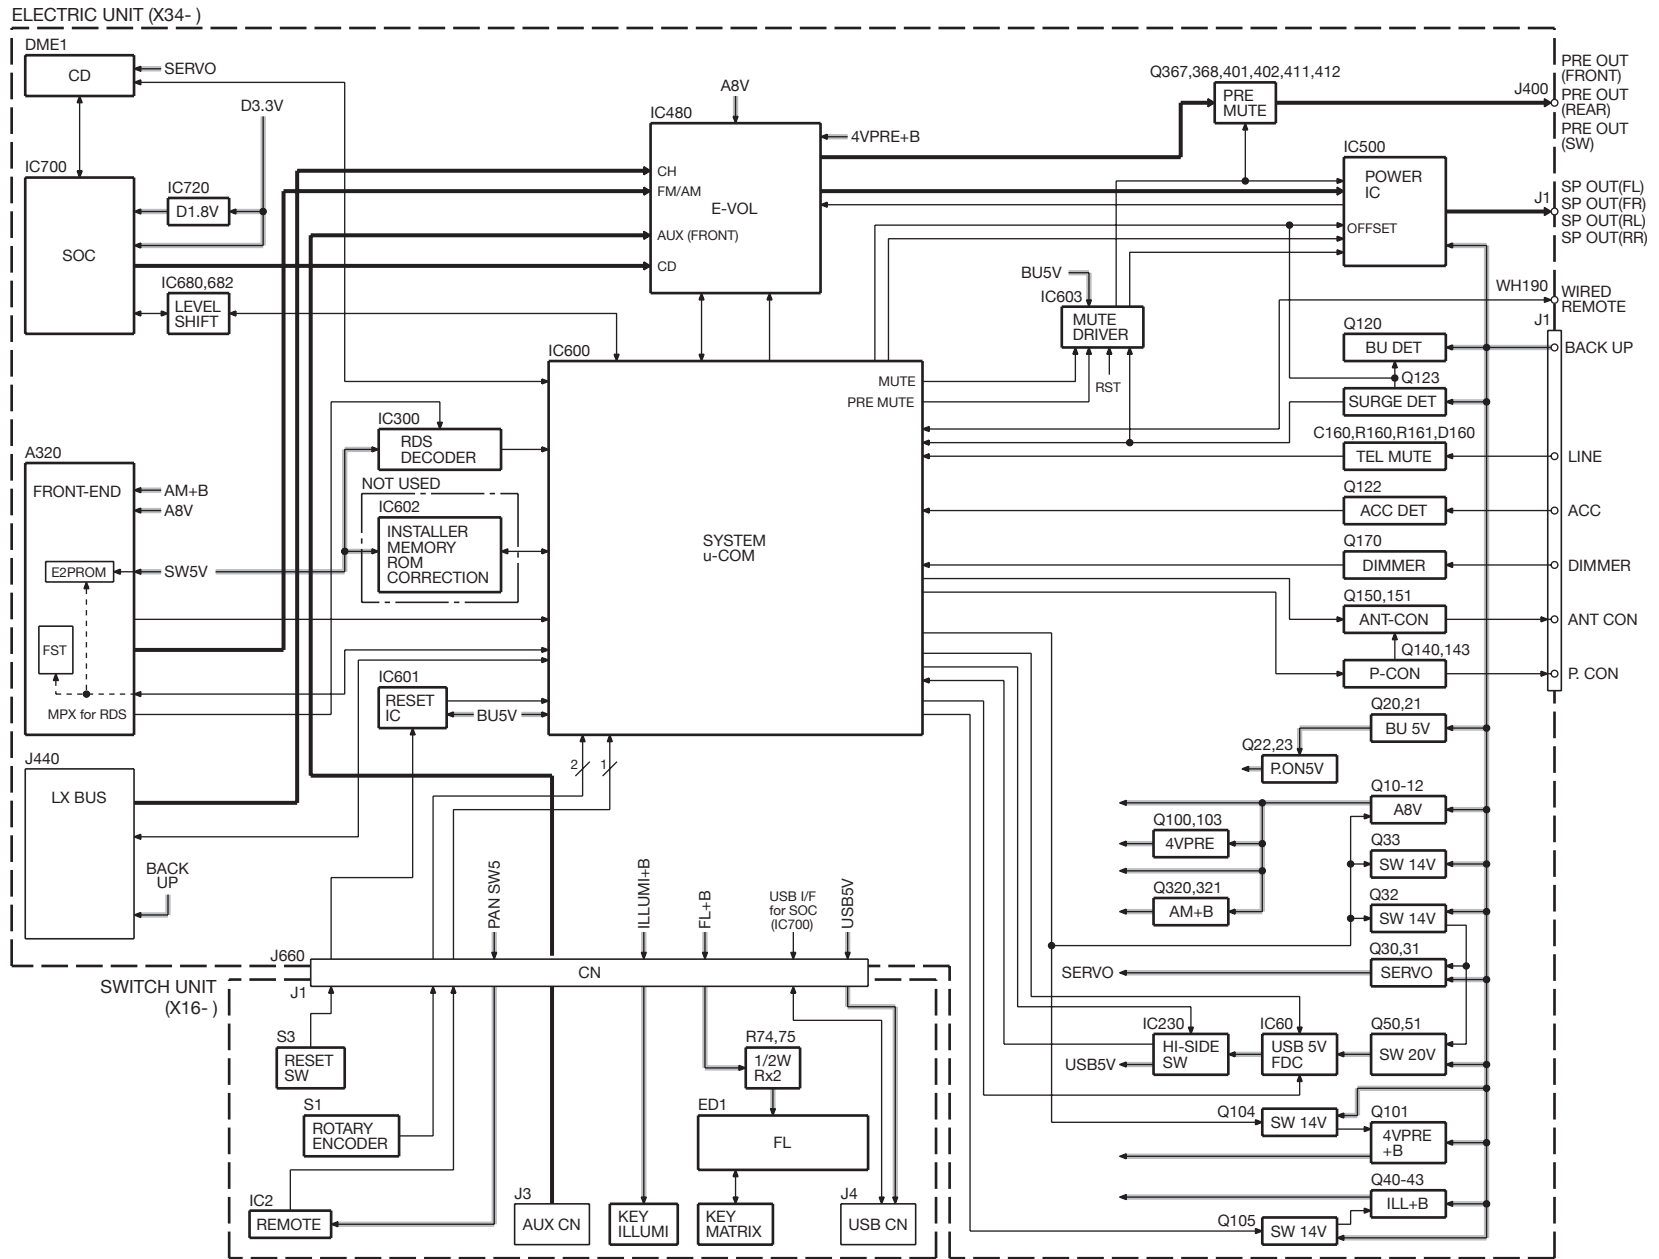 ELECTRIC UNIT (X34- )
DME1
CD
SERVO
D3.3V
IC700
SOC
IC720
D1.8V
IC680,682
LEVEL
SHIFT
A8V
IC480
4VPRE+B
CH
FM/AM
E-VOL
AUX (FRONT)
CD
Q367,368,401,402,411,412
PRE
MUTE
J400
PRE OUT
(FRONT)
PRE OUT
(REAR)
PRE OUT
(SW)
IC500
POWER
IC
OFFSET
J1
SP OUT(FL)
SP OUT(FR)
SP OUT(RL)
SP OUT(RR)
BU5V
IC603
MUTE
DRIVER
RST
WH190
WIRED
REMOTE
J1
Q120
BU DET
BACK UP
Q123
SURGE DET
C160,R160,R161,D160
TEL MUTE
LINE
Q122
ACC DET
ACC
Q170
DIMMER
DIMMER
Q150,151
ANT-CON
ANT CON
Q140,143
P-CON
P. CON
IC600
MUTE
PRE MUTE
SYSTEM
u-COM
IC300
RDS
DECODER
NOT USED
IC602
INSTALLER
MEMORY
ROM
CORRECTION
A320
FRONT-END
AM+B
A8V
E2PROM
SW5V
FST
MPX for RDS
IC601
RESET
IC
BU5V
2
1
J440
LX BUS
BACK
UP
Q20,21
BU 5V
Q22,23
P.ON5V
Q10-12
A8V
Q100,103
4VPRE
Q33
SW 14V
Q320,321
AM+B
Q32
SW 14V
Q30,31
SERVO
SERVO
IC230
HI-SIDE
SW
USB5V
IC60
USB 5V
FDC
Q50,51
SW 20V
Q104
SW 14V
Q101
4VPRE
+B
Q40-43
ILL+B
Q105
SW 14V
PAN SW5
ILLUMI+B
FL+B
USB I/F
for SOC
(IC700)
USB5V
J660
CN
J1
SWITCH UNIT
(X16- )
S3
RESET
SW
S1
ROTARY
ENCODER
IC2
REMOTE
R74,75
1/2W
Rx2
ED1
FL
J3
AUX CN
KEY
ILLUMI
KEY
MATRIX
J4
USB CN